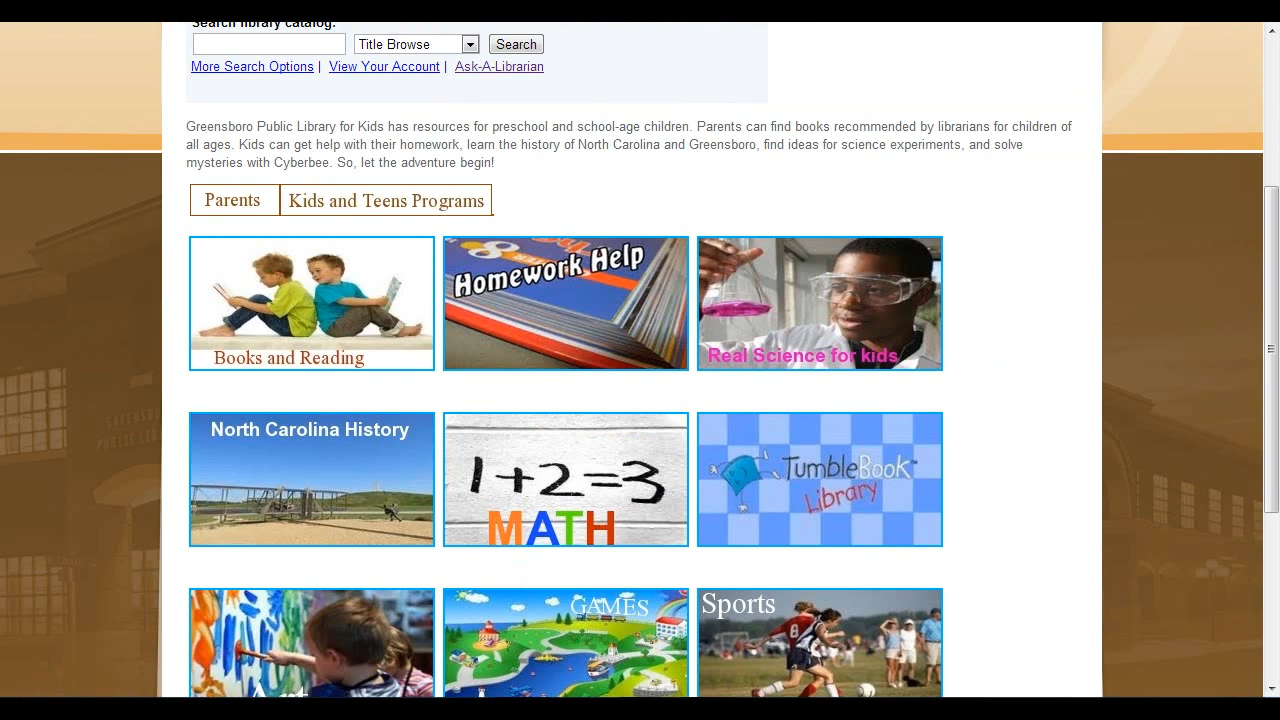 Search library catalog:
Title Browse
Search
More Search Options | View Your Account | Ask-A-Librarian
Greensboro Public Library for Kids has resources for preschool and school-age children. Parents can find books recommended by librarians for children of
all ages. Kids can get help with their homework, learn the history of North Carolina and Greensboro, find ideas for science experiments, and solve
mysteries with Cyberbee. So, let the adventure begin!
Parents
Kids and Teens Programs
Books and Reading
Homework Help
Real Science for kids
North Carolina History
1+2=3
MATH
TumbleBook™
Library
Art
GAMES
Sports
8